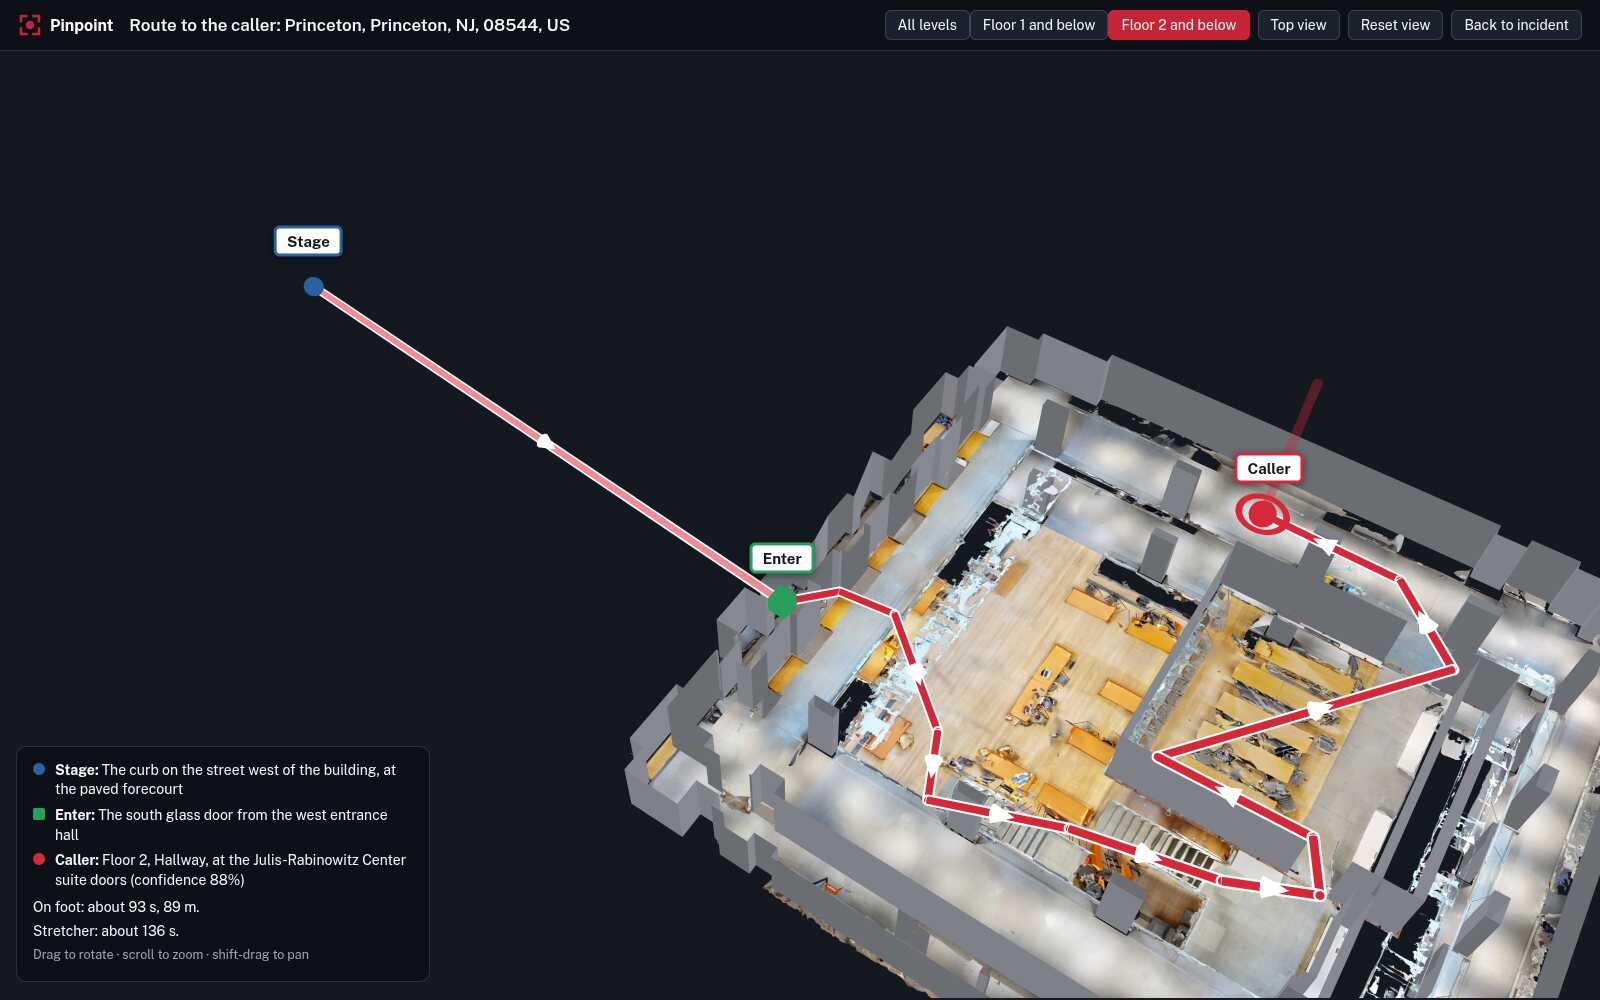 Pinpoint
Route to the caller: Princeton, Princeton, NJ, 08544, US
All levels
Floor 1 and below
Floor 2 and below
Top view
Reset view
Back to incident
Stage
Caller
Enter
Stage: The curb on the street west of the building, at
the paved forecourt
Enter: The south glass door from the west entrance
hall
Caller: Floor 2, Hallway, at the Julis-Rabinowitz Center
suite doors (confidence 88%)
On foot: about 93 s, 89 m.
Stretcher: about 136 s.
Drag to rotate · scroll to zoom · shift-drag to pan